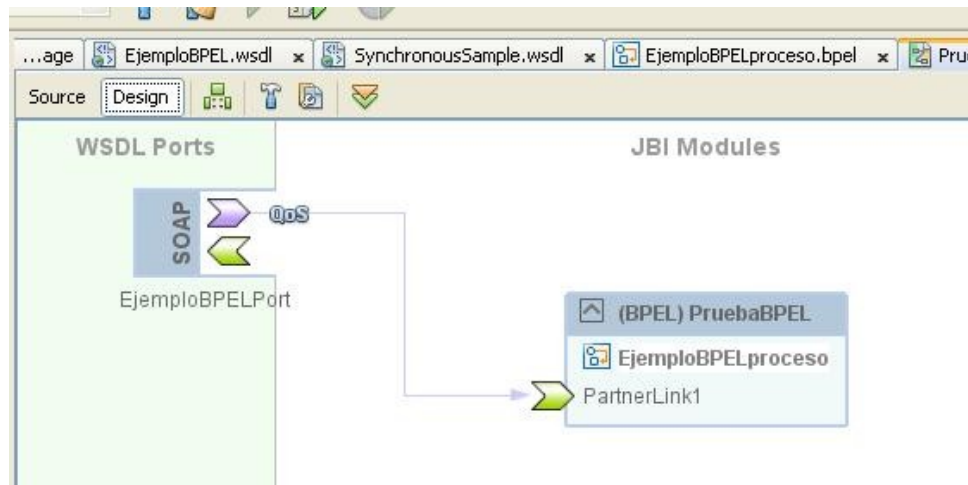 ...age EjemploBPEL.wsdl x SynchronousSample.wsdl x EjemploBPELproceso.bpel x Pru
Source Design
WSDL Ports JBI Modules
SOAP QoS
EjemploBPELPort
(BPEL) PruebaBPEL
EjemploBPELproceso
PartnerLink1